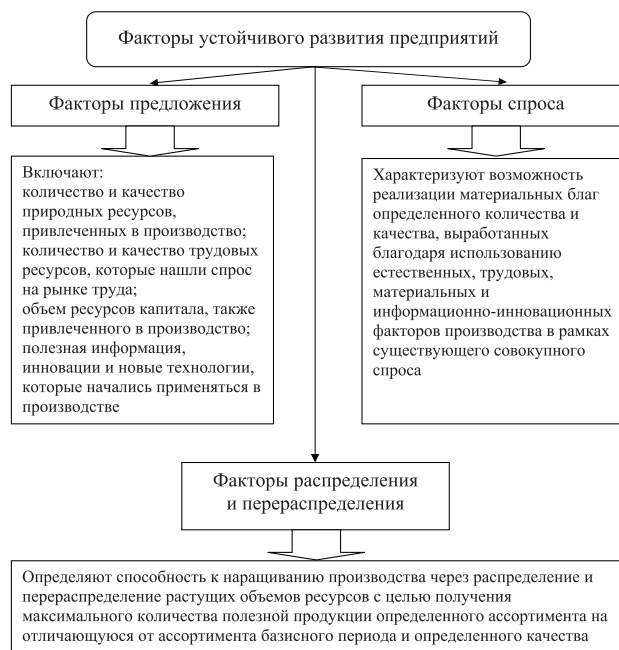 Факторы устойчивого развития предприятий
Факторы предложения
Факторы спроса
Включают:
количество и качество
природных ресурсов,
привлеченных в производство;
количество и качество трудовых
ресурсов, которые нашли спрос
на рынке труда;
объем ресурсов капитала, также
привлеченного в производство;
полезная информация,
инновации и новые технологии,
которые начались применяться в
производстве
Характеризуют возможность
реализации материальных благ
определенного количества и
качества, выработанных
благодаря использованию
естественных, трудовых,
материальных и
информационно-инновационных
факторов производства в рамках
существующего совокупного
спроса
Факторы распределения
и перераспределения
Определяют способность к наращиванию производства через распределение и
перераспределение растущих объемов ресурсов с целью получения
максимального количества полезной продукции определенного ассортимента на
отличающуюся от ассортимента базисного периода и определенного качества